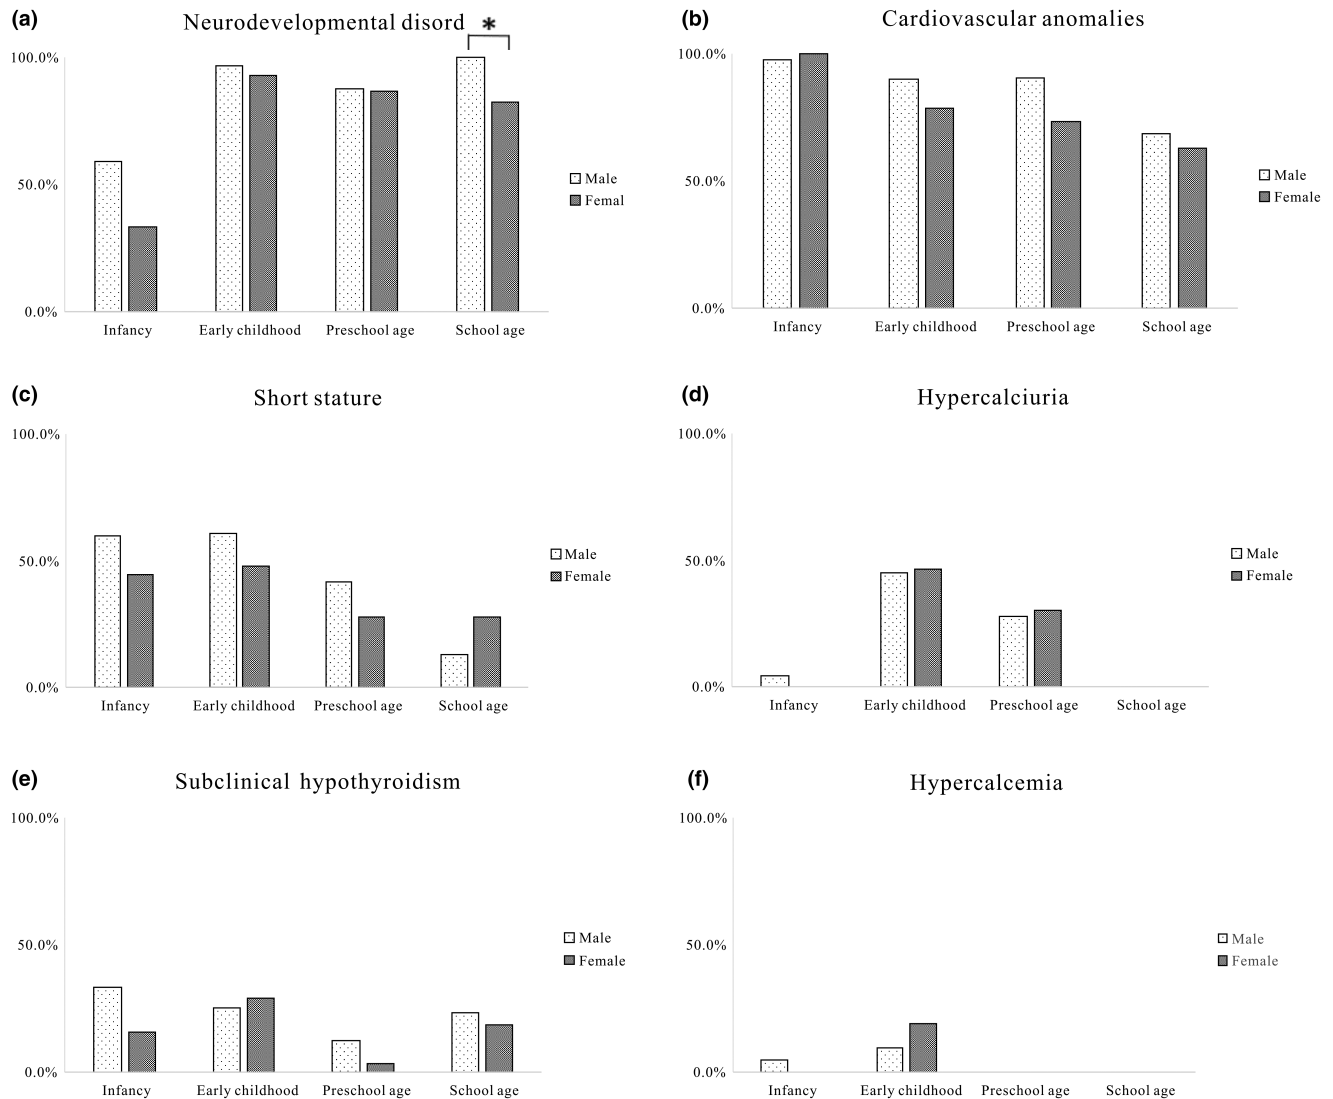 (a)
Neurodevelopmental disord
*
100.0%
50.0%
0.0%
Infancy
Early childhood
Preschool age
School age
Male
Femal
(b)
Cardiovascular anomalies
100.0%
50.0%
0.0%
Infancy
Early childhood
Preschool age
School age
Male
Female
(c)
Short stature
100.0%
50.0%
0.0%
Infancy
Early childhood
Preschool age
School age
Male
Female
(d)
Hypercalciuria
100.0%
50.0%
0.0%
Infancy
Early childhood
Preschool age
School age
Male
Female
(e)
Subclinical hypothyroidism
100.0%
50.0%
0.0%
Infancy
Early childhood
Preschool age
School age
Male
Female
(f)
Hypercalcemia
100.0%
50.0%
0.0%
Infancy
Early childhood
Preschool age
School age
Male
Female